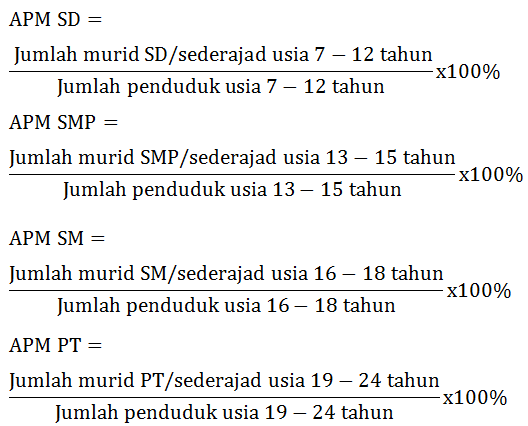 APM SD =
Jumlah murid SD/sederajad usia 7 − 12 tahun
Jumlah penduduk usia 7 − 12 tahun
x100%
APM SMP =
Jumlah murid SMP/sederajad usia 13 − 15 tahun
Jumlah penduduk usia 13 − 15 tahun
x100%
APM SM =
Jumlah murid SM/sederajad usia 16 − 18 tahun
Jumlah penduduk usia 16 − 18 tahun
x100%
APM PT =
Jumlah murid PT/sederajad usia 19 − 24 tahun
Jumlah penduduk usia 19 − 24 tahun
x100%